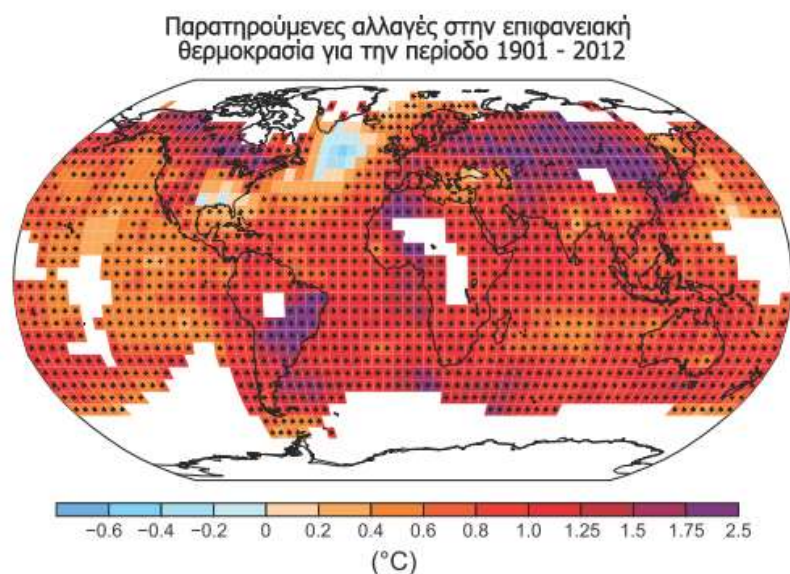 Παρατηρούμενες αλλαγές στην επιφανειακή
θερμοκρασία για την περίοδο 1901 - 2012
−0.6 −0.4 −0.2 0 0.2 0.4 0.6 0.8 1.0 1.25 1.5 1.75 2.5
(°C)